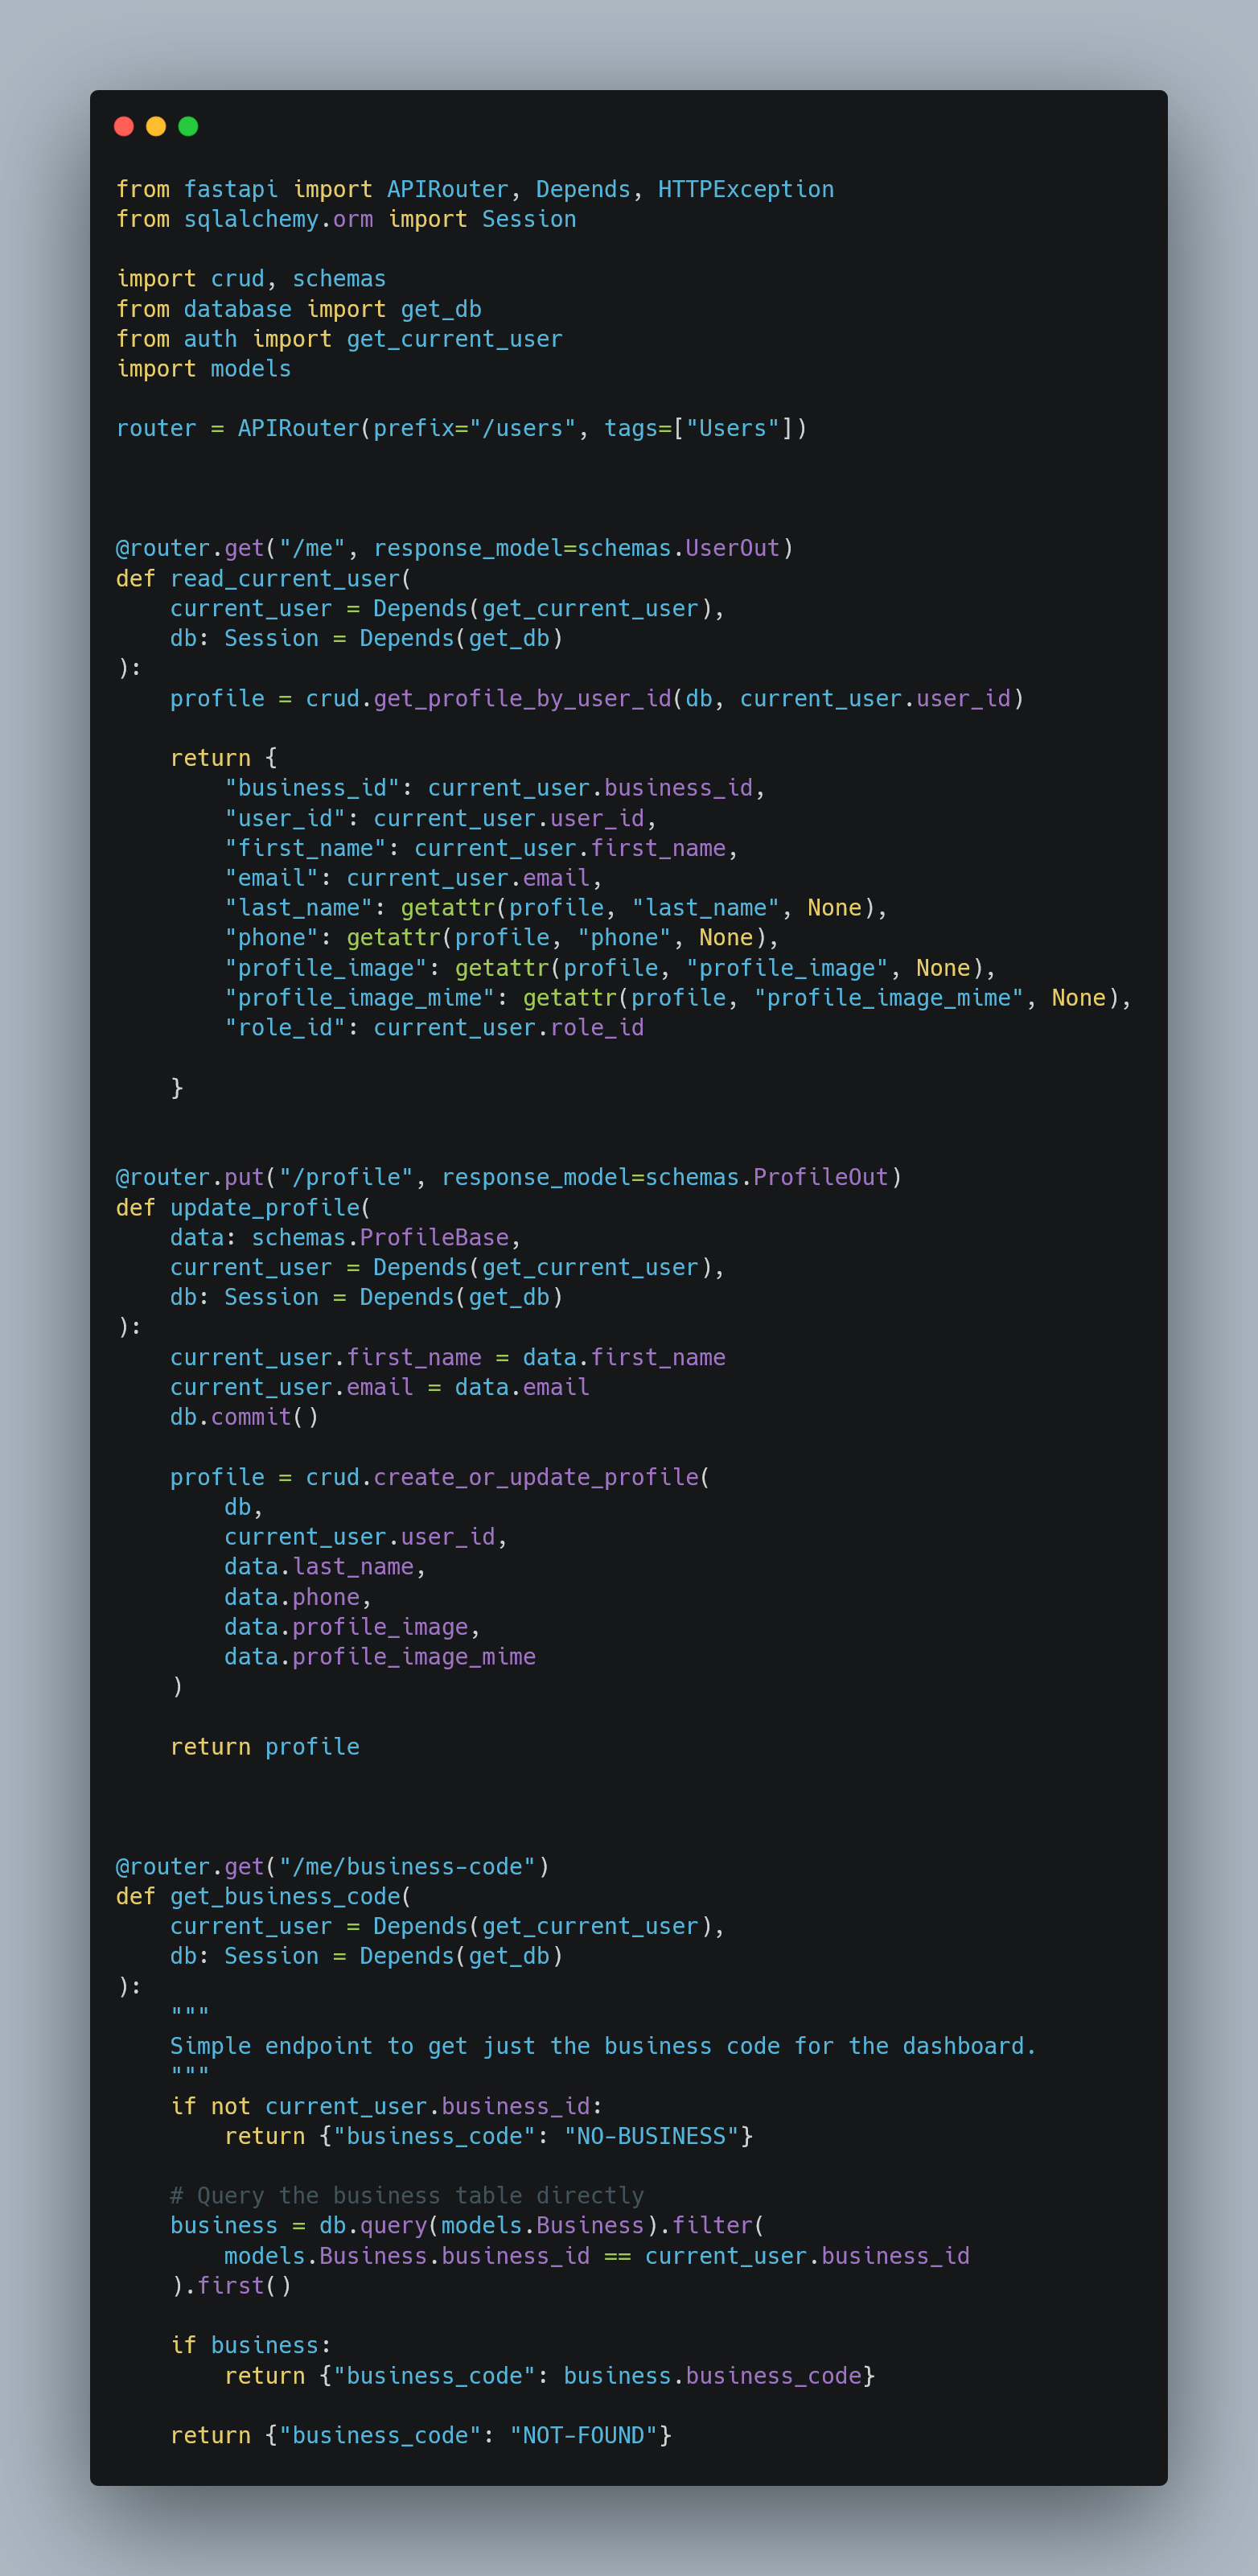 from fastapi import APIRouter, Depends, HTTPException
from sqlalchemy.orm import Session

import crud, schemas
from database import get_db
from auth import get_current_user
import models

router = APIRouter(prefix="/users", tags=["Users"])



@router.get("/me", response_model=schemas.UserOut)
def read_current_user(
    current_user = Depends(get_current_user),
    db: Session = Depends(get_db)
):
    profile = crud.get_profile_by_user_id(db, current_user.user_id)

    return {
        "business_id": current_user.business_id,
        "user_id": current_user.user_id,
        "first_name": current_user.first_name,
        "email": current_user.email,
        "last_name": getattr(profile, "last_name", None),
        "phone": getattr(profile, "phone", None),
        "profile_image": getattr(profile, "profile_image", None),
        "profile_image_mime": getattr(profile, "profile_image_mime", None),
        "role_id": current_user.role_id

    }


@router.put("/profile", response_model=schemas.ProfileOut)
def update_profile(
    data: schemas.ProfileBase,
    current_user = Depends(get_current_user),
    db: Session = Depends(get_db)
):
    current_user.first_name = data.first_name
    current_user.email = data.email
    db.commit()

    profile = crud.create_or_update_profile(
        db,
        current_user.user_id,
        data.last_name,
        data.phone,
        data.profile_image,
        data.profile_image_mime
    )

    return profile



@router.get("/me/business-code")
def get_business_code(
    current_user = Depends(get_current_user),
    db: Session = Depends(get_db)
):
    """
    Simple endpoint to get just the business code for the dashboard.
    """
    if not current_user.business_id:
        return {"business_code": "NO-BUSINESS"}

    # Query the business table directly
    business = db.query(models.Business).filter(
        models.Business.business_id == current_user.business_id
    ).first()

    if business:
        return {"business_code": business.business_code}

    return {"business_code": "NOT-FOUND"}